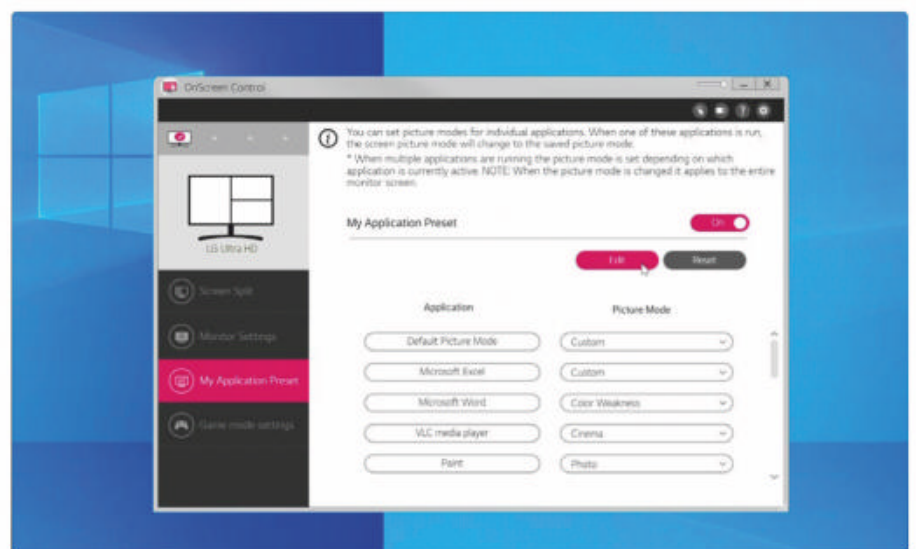 OnScreen Control
You can set picture modes for individual applications. When one of these applications is run,
the screen picture mode will change to the saved picture mode.
* When multiple applications are running the picture mode is set depending on which
application is currently active. NOTE: When the picture mode is changed it applies to the entire
monitor screen.
LG Ultra HD
My Application Preset
On
Edit
Reset
Screen Split
Monitor Settings
My Application Preset
Game mode settings
Application
Picture Mode
Default Picture Mode
Custom
Microsoft Excel
Custom
Microsoft Word
Color Weakness
VLC media player
Cinema
Paint
Photo